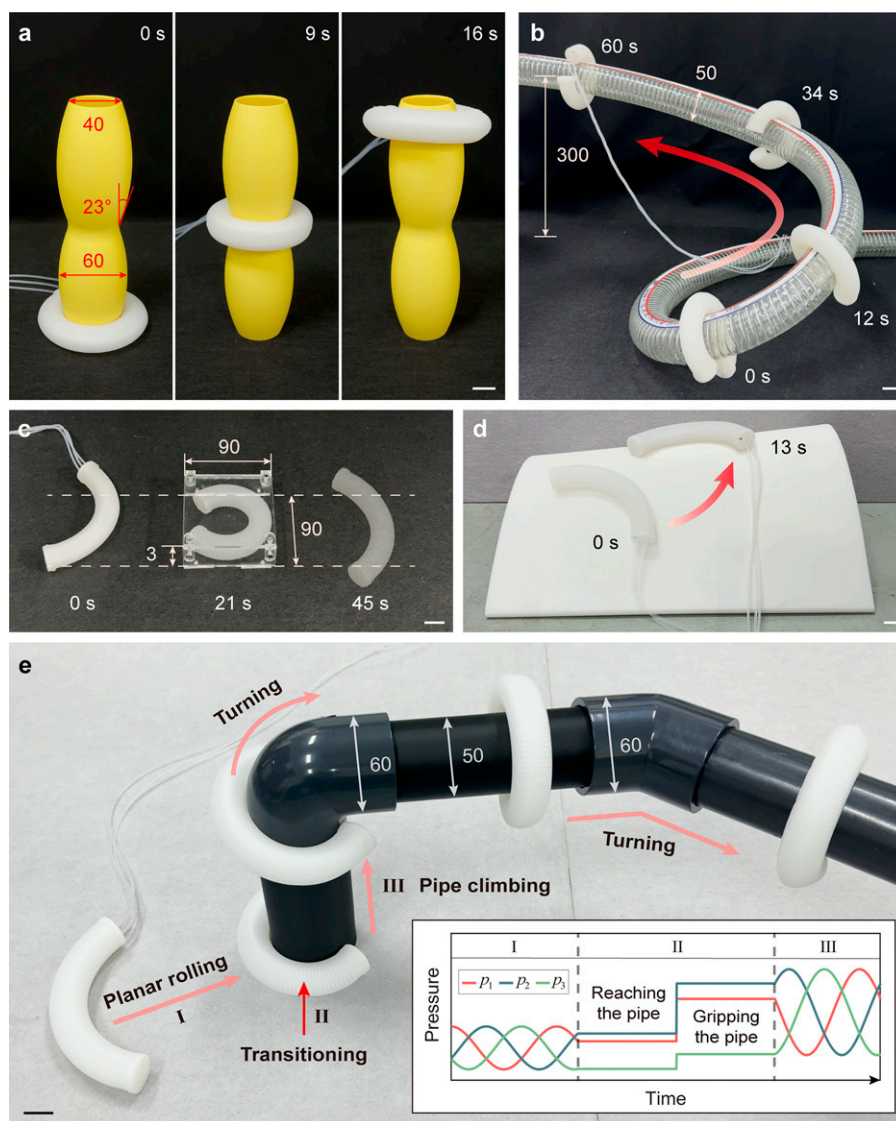 a
0 s
9 s
16 s
40
23°
60
b
60 s
50
34 s
300
12 s
0 s
c
90
90
3
0 s
21 s
45 s
d
13 s
0 s
e
Turning
60
50
60
Turning
III Pipe climbing
Planar rolling
I
II
Transitioning
I
II
III
p1 p2 p3
Reaching
the pipe
Gripping
the pipe
Pressure
Time